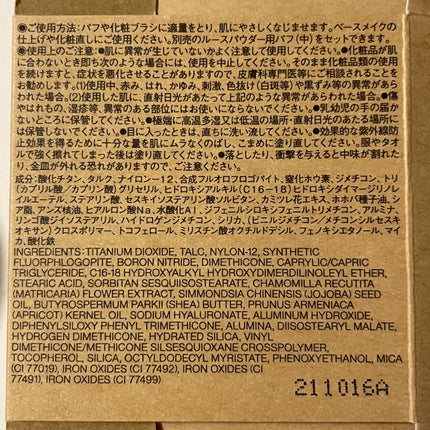 ●ご使用方法：パフや化粧ブラシに適量をとり、肌にやさしくなじませます。ベースメイクの
仕上げや化粧直しにご使用ください。別売のルースパウダー用パフ（中）をセットできます。
●使用上のご注意：●肌に異常が生じていないかよく注意して使用してください。●化粧品が肌
に合わないとき即ち次のような場合には、使用を中止してください。そのまま化粧品類の使用
を続けますと、症状を悪化させることがありますので、皮膚科専門医等にご相談されることを
おすすめします。(1)使用中、赤み、はれ、かゆみ、刺激、色抜け（白斑等）や黒ずみ等の異常があら
われた場合。(2)使用した肌に、直射日光があたって上記のような異常があらわれた場合。●傷
やはれもの、湿疹等、異常のある部位にはお使いにならないでください。●乳幼児の手の届か
ないところに保管してください。●極端に高温多湿又は低温の場所・直射日光のあたる場所に
は保管しないでください。●目に入ったときは、直ちに洗い流してください。●効果的な紫外線防
止効果を得るために十分な量を肌にムラなくのばし、こまめに塗り直してください。服やタオ
ルで強く擦れてしまった後は塗り直してください。●落としたり、衝撃を与えると中味が割れたり、
金皿が外れる恐れがありますので、ご注意ください。
成分：酸化チタン、タルク、ナイロン-12、合成フルオロフロゴパイト、窒化ホウ素、ジメチコン、トリ
（カプリル酸/カプリン酸）グリセリル、ヒドロキシアルキル（C16-18）ヒドロキシダイマージリノレ
イルエーテル、ステアリン酸、セスキイソステアリン酸ソルビタン、カミツレ花エキス、ホホバ種子油、シ
ア脂、アンズ核油、ヒアルロン酸Na、水酸化Al、ジフェニルシロキシフェニルトリメチコン、アルミナ、
リンゴ酸ジイソステアリル、ハイドロゲンジメチコン、シリカ、（ビニルジメチコン/メチコンシルセスキ
オキサン）クロスポリマー、トコフェロール、ミリスチン酸オクチルドデシル、フェノキシエタノール、マイ
カ、酸化鉄
INGREDIENTS:TITANIUM DIOXIDE, TALC, NYLON-12, SYNTHETIC
FLUORPHLOGOPITE, BORON NITRIDE, DIMETHICONE, CAPRYLIC/CAPRIC
TRIGLYCERIDE, C16-18 HYDROXYALKYL HYDROXYDIMERDILINOLEYL ETHER,
STEARIC ACID, SORBITAN SESQUIISOSTEARATE, CHAMOMILLA RECUTITA
(MATRICARIA) FLOWER EXTRACT, SIMMONDSIA CHINENSIS (JOJOBA) SEED
OIL, BUTYROSPERMUM PARKII (SHEA) BUTTER, PRUNUS ARMENIACA
(APRICOT) KERNEL OIL, SODIUM HYALURONATE, ALUMINUM HYDROXIDE,
DIPHENYLSILOXY PHENYL TRIMETHICONE, ALUMINA, DIISOSTEARYL MALATE,
HYDROGEN DIMETHICONE, HYDRATED SILICA, VINYL
DIMETHICONE/METHICONE SILSESQUIOXANE CROSSPOLYMER,
TOCOPHEROL, SILICA, OCTYLDODECYL MYRISTATE, PHENOXYETHANOL, MICA
(CI 77019), IRON OXIDES (CI 77492), IRON OXIDES (CI
77491), IRON OXIDES (CI 77499)
211016A